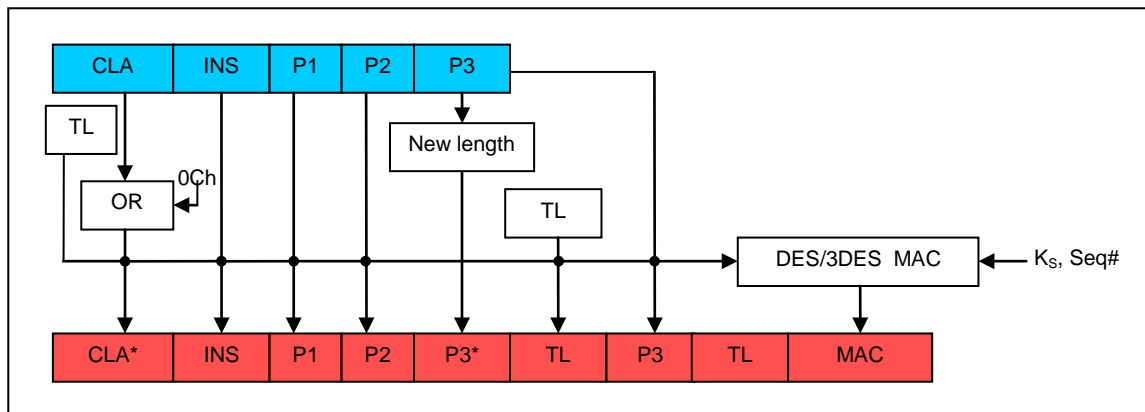 CLA INS P1 P2 P3
TL
New length
0Ch
OR
TL
DES/3DES MAC
KS, Seq#
CLA* INS P1 P2 P3* TL P3 TL MAC